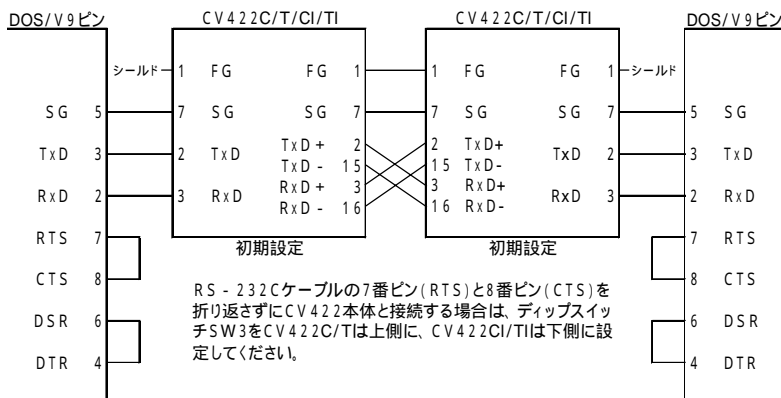 DOS/V9ピン CV422C/T/CI/TI CV422C/T/CI/TI DOS/V9ピン
シールド 1 FG FG 1 1 FG FG 1 シールド
SG 5 7 SG SG 7 7 SG SG 7 5 SG
TxD 3 2 TxD TxD+ 2 2 TxD+ TxD 2 3 TxD
TxD- 15 15 TxD-
RxD 2 3 RxD RxD+ 3 3 RxD+ RxD 3 2 RxD
RxD- 16 16 RxD-
RTS 7 7 RTS
初期設定 初期設定
CTS 8 8 CTS
DSR 6 6 DSR
DTR 4 4 DTR
RS-232Cケーブルの7番ピン(RTS)と8番ピン(CTS)を
折り返さずにCV422本体と接続する場合は、ディップスイッ
チSW3をCV422C/Tは上側に、CV422CI/TIは下側に設
定してください。